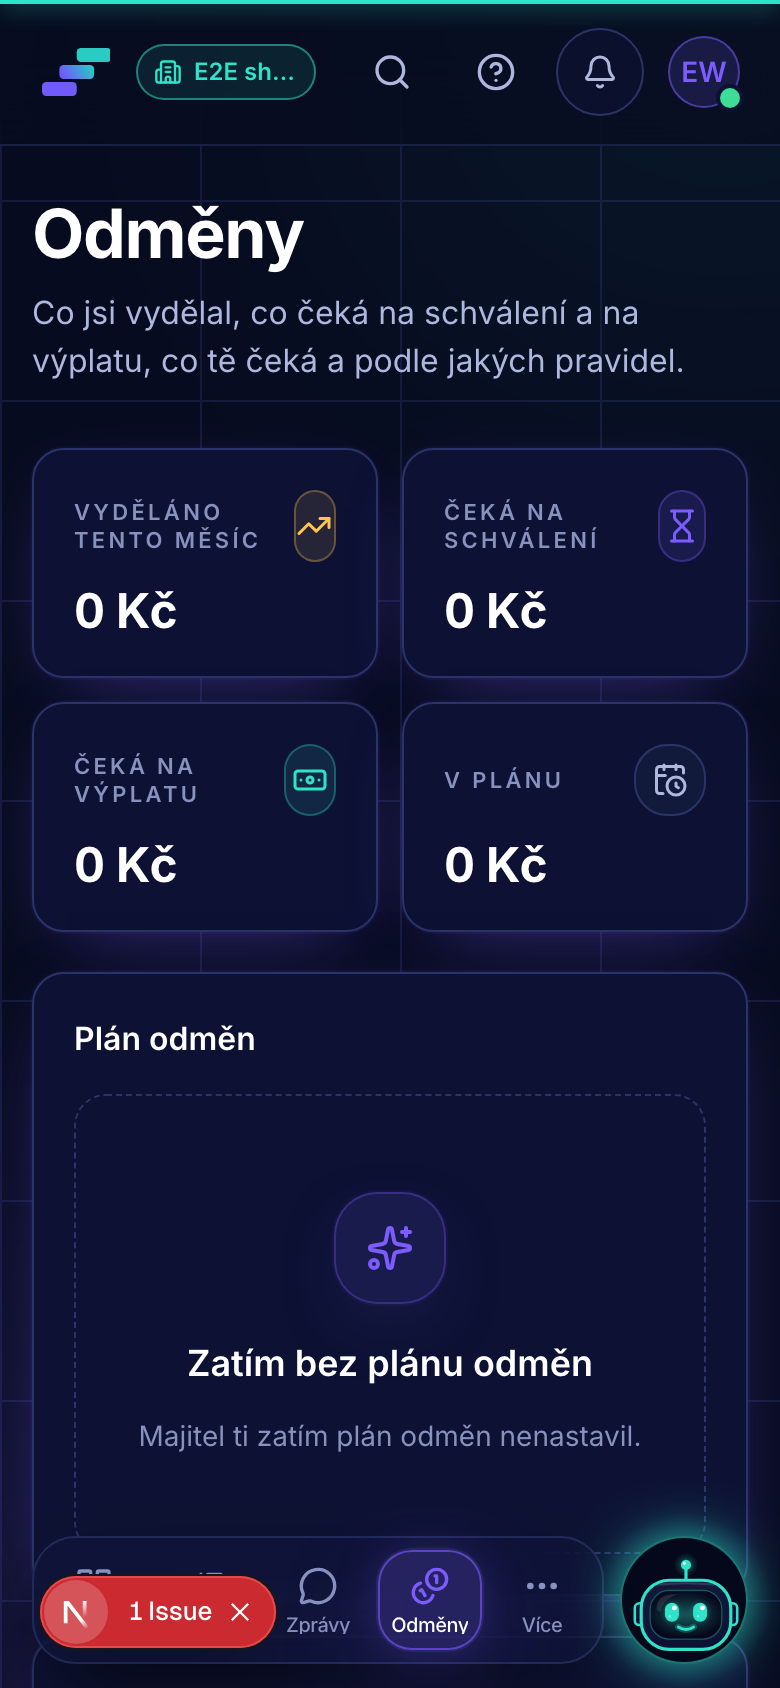 E2E sh...
EW
Odměny
Co jsi vydělal, co čeká na schválení a na
výplatu, co tě čeká a podle jakých pravidel.
VYDĚLÁNO
TENTO MĚSÍC
0 Kč
ČEKÁ NA
SCHVÁLENÍ
0 Kč
ČEKÁ NA
VÝPLATU
0 Kč
V PLÁNU
0 Kč
Plán odměn
Zatím bez plánu odměn
Majitel ti zatím plán odměn nenastavil.
N
1 Issue
Zprávy
Odměny
Více